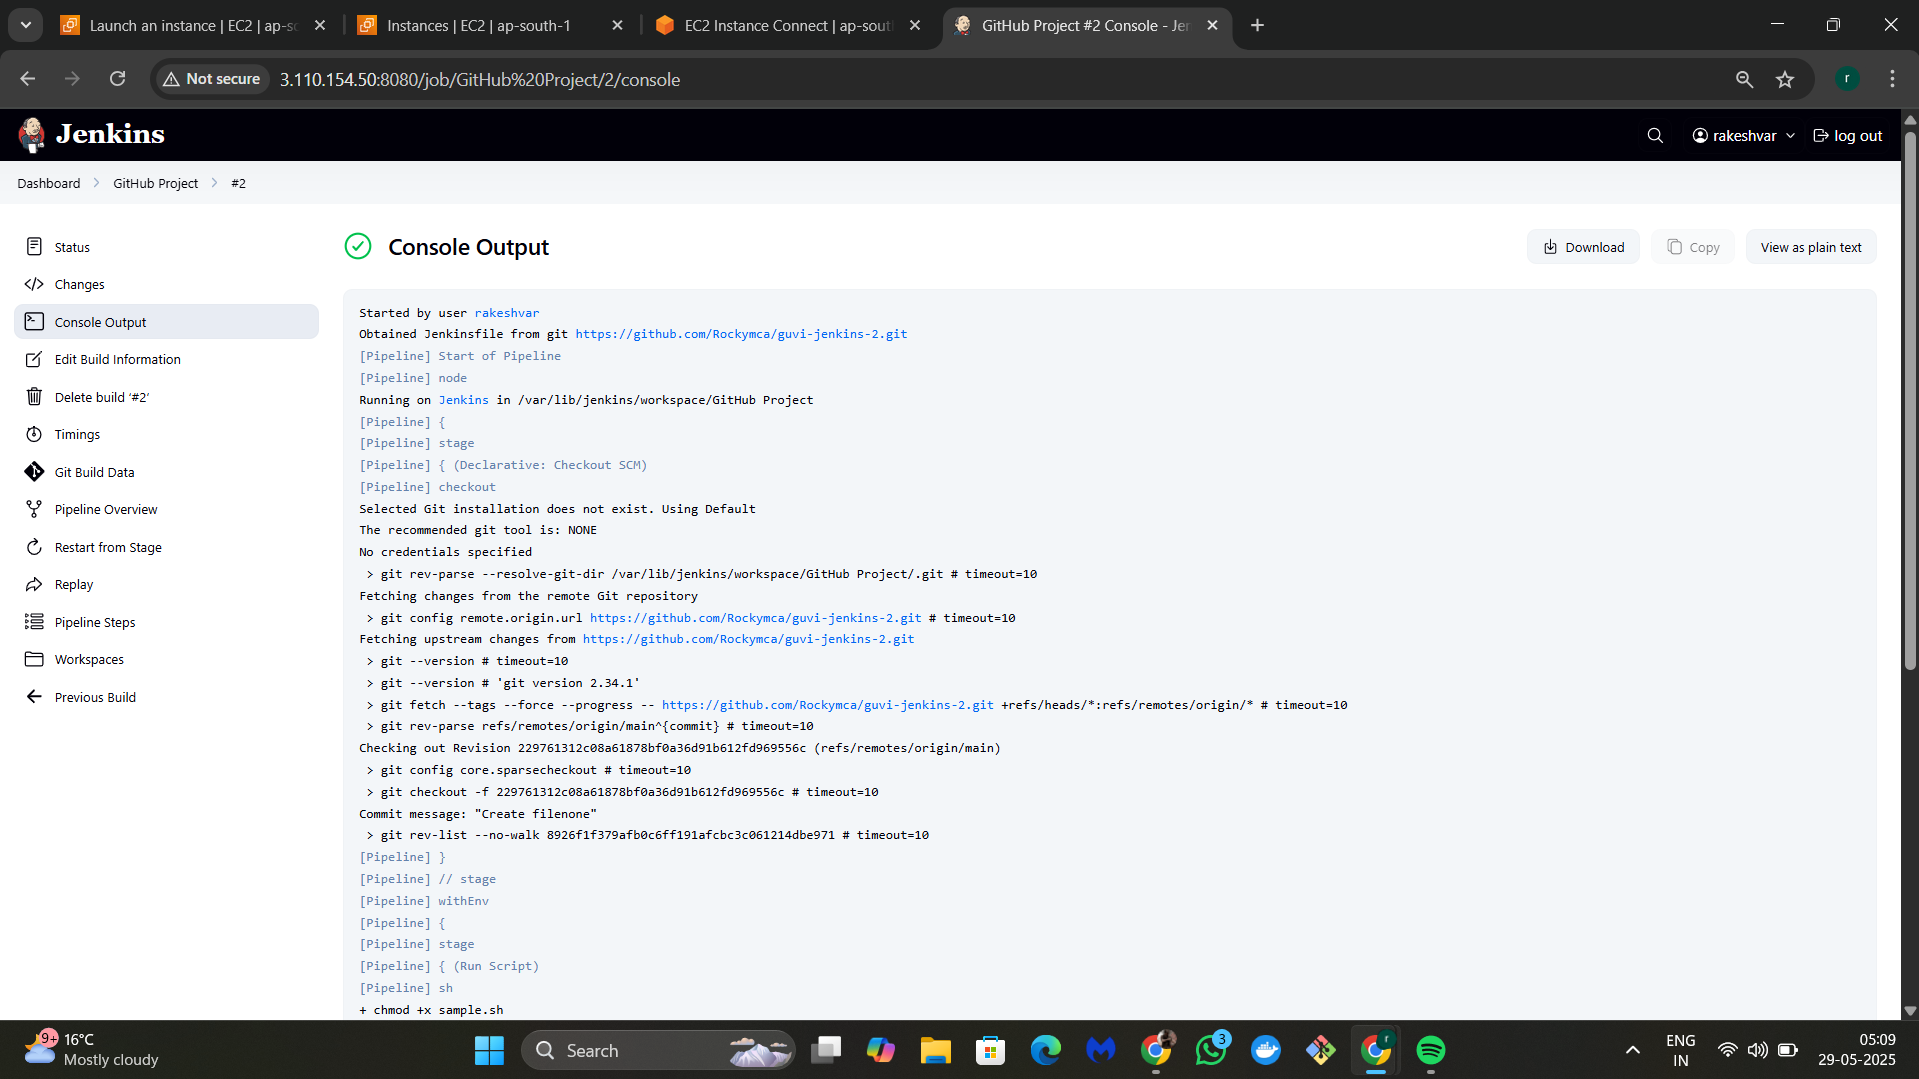 Launch an instance | EC2 | ap-sc
Instances | EC2 | ap-south-1
EC2 Instance Connect | ap-sout
GitHub Project #2 Console - Jen
Not secure
3.110.154.50:8080/job/GitHub%20Project/2/console
r
Jenkins
rakeshvar
log out
Dashboard
GitHub Project
#2
Status
Changes
Console Output
Edit Build Information
Delete build ‘#2’
Timings
Git Build Data
Pipeline Overview
Restart from Stage
Replay
Pipeline Steps
Workspaces
Previous Build
Console Output
Download
Copy
View as plain text
Started by user rakeshvar
Obtained Jenkinsfile from git https://github.com/Rockymca/guvi-jenkins-2.git
[Pipeline] Start of Pipeline
[Pipeline] node
Running on Jenkins in /var/lib/jenkins/workspace/GitHub Project
[Pipeline] {
[Pipeline] stage
[Pipeline] { (Declarative: Checkout SCM)
[Pipeline] checkout
Selected Git installation does not exist. Using Default
The recommended git tool is: NONE
No credentials specified
> git rev-parse --resolve-git-dir /var/lib/jenkins/workspace/GitHub Project/.git # timeout=10
Fetching changes from the remote Git repository
> git config remote.origin.url https://github.com/Rockymca/guvi-jenkins-2.git # timeout=10
Fetching upstream changes from https://github.com/Rockymca/guvi-jenkins-2.git
> git --version # timeout=10
> git --version # 'git version 2.34.1'
> git fetch --tags --force --progress -- https://github.com/Rockymca/guvi-jenkins-2.git +refs/heads/*:refs/remotes/origin/* # timeout=10
> git rev-parse refs/remotes/origin/main^{commit} # timeout=10
Checking out Revision 229761312c08a61878bf0a36d91b612fd969556c (refs/remotes/origin/main)
> git config core.sparsecheckout # timeout=10
> git checkout -f 229761312c08a61878bf0a36d91b612fd969556c # timeout=10
Commit message: "Create filenone"
> git rev-list --no-walk 8926f1f379afb0c6ff191afcbc3c061214dbe971 # timeout=10
[Pipeline] }
[Pipeline] // stage
[Pipeline] withEnv
[Pipeline] {
[Pipeline] stage
[Pipeline] { (Run Script)
[Pipeline] sh
+ chmod +x sample.sh
9+
16°C
Mostly cloudy
Search
3
r
ENG
IN
05:09
29-05-2025